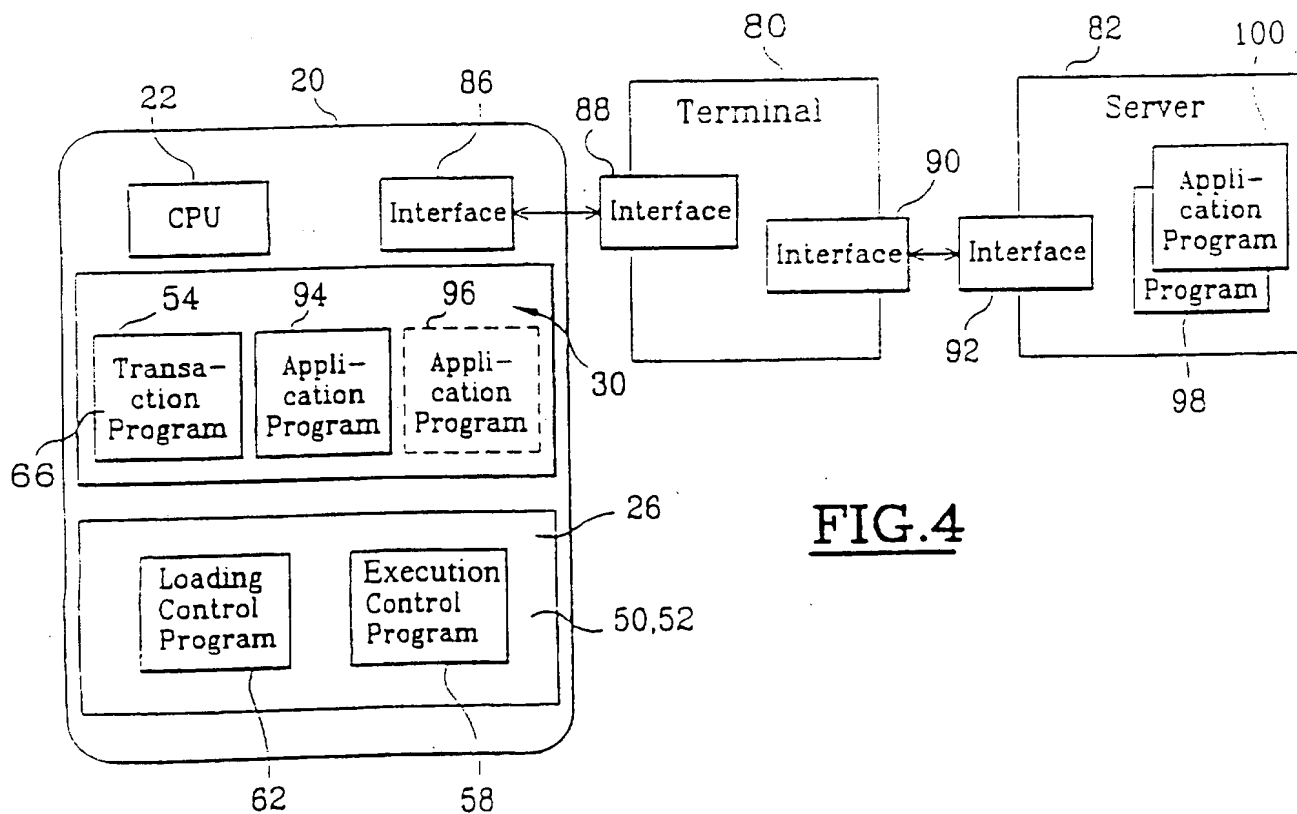 80
82
100
20
86
22
88
Terminal
Server
90
CPU
Interface
Interface
Appli-
cation
Program
Interface
Interface
Program
54
94
96
92
98
30
Transa-
ction
Program
Appli-
cation
Program
Appli-
cation
Program
66
26
FIG.4
Loading
Control
Program
Execution
Control
Program
50,52
62
58